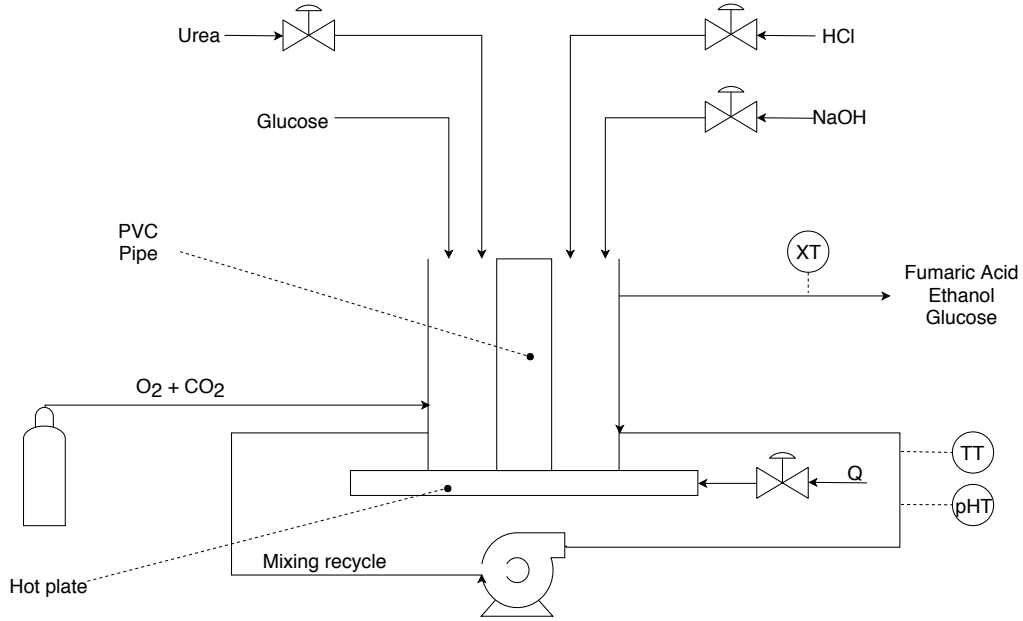 Urea
HCl
Glucose
NaOH
PVC
Pipe
XT
Fumaric Acid
Ethanol
Glucose
O2 + CO2
TT
Q
pHT
Mixing recycle
Hot plate